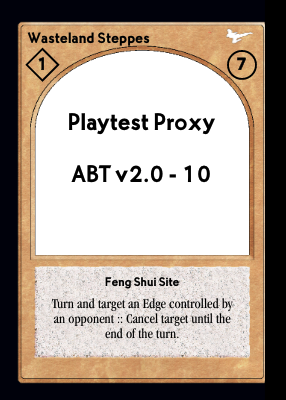 Wasteland Steppes
1
7
Playtest Proxy
ABT v2.0 - 10
Feng Shui Site
Turn and target an Edge controlled by
an opponent :: Cancel target until the
end of the turn.